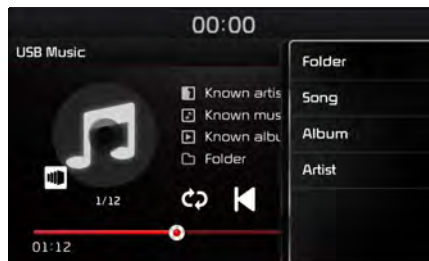 00:00
USB Music
Known artis
Known mus
Known albu
Folder
1/12
01:12
Folder
Song
Album
Artist